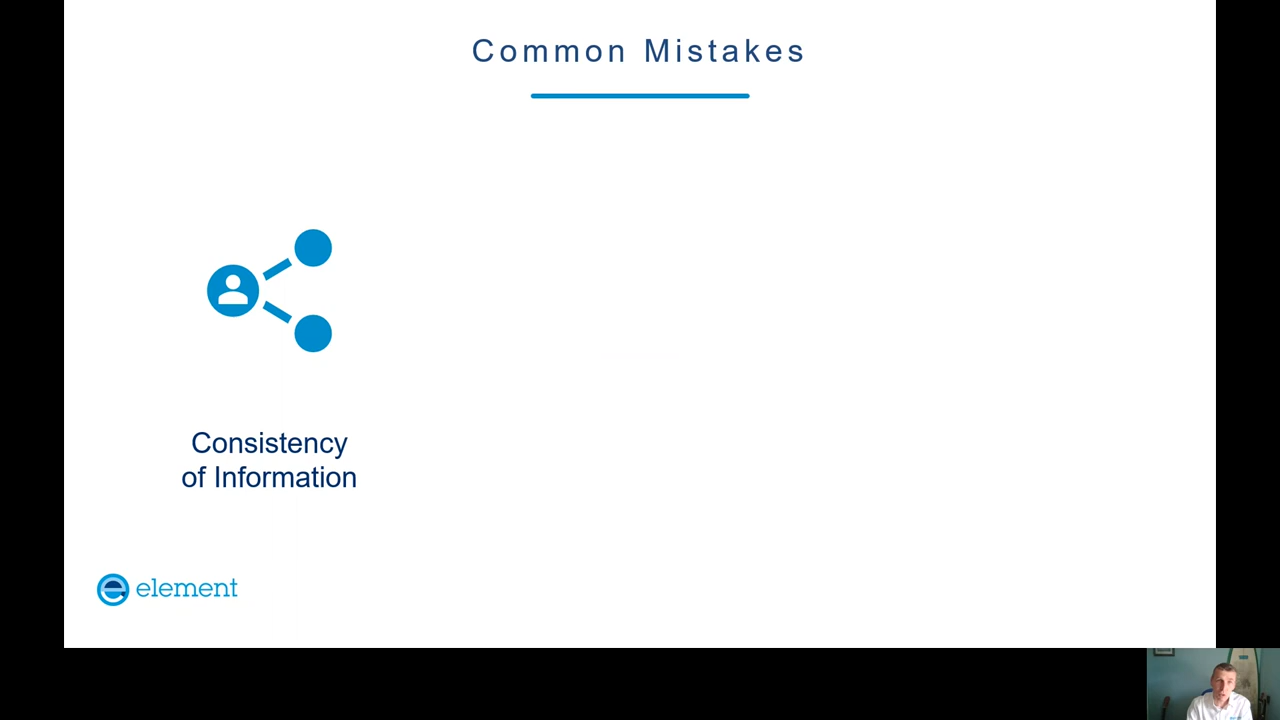 Common Mistakes
Consistency
of Information
element